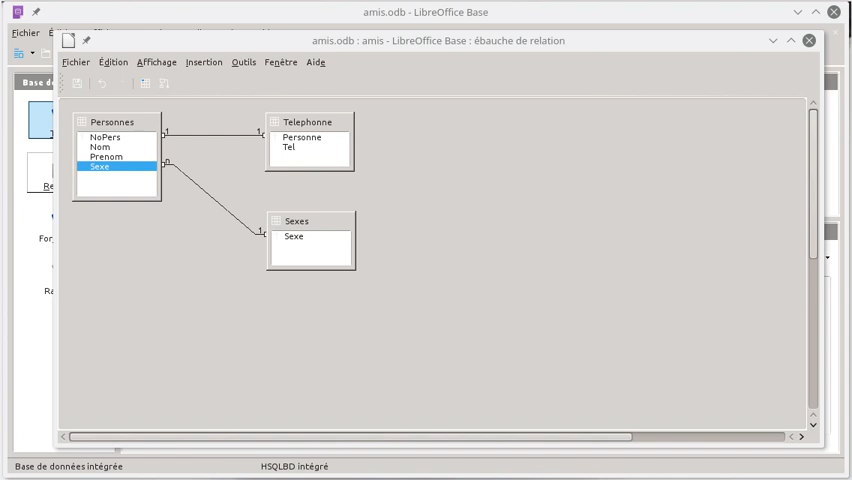 amis.odb - LibreOffice Base
Fichier
amis.odb : amis - LibreOffice Base : ébauche de relation
Fichier Édition Affichage Insertion Outils Fenêtre Aide
Base de
Personnes
NoPers
Nom
Prenom
Sexe
1
1
n
1
Telephonne
Personne
Tel
Sexes
Sexe
Base de données intégrée
HSQLBD intégré